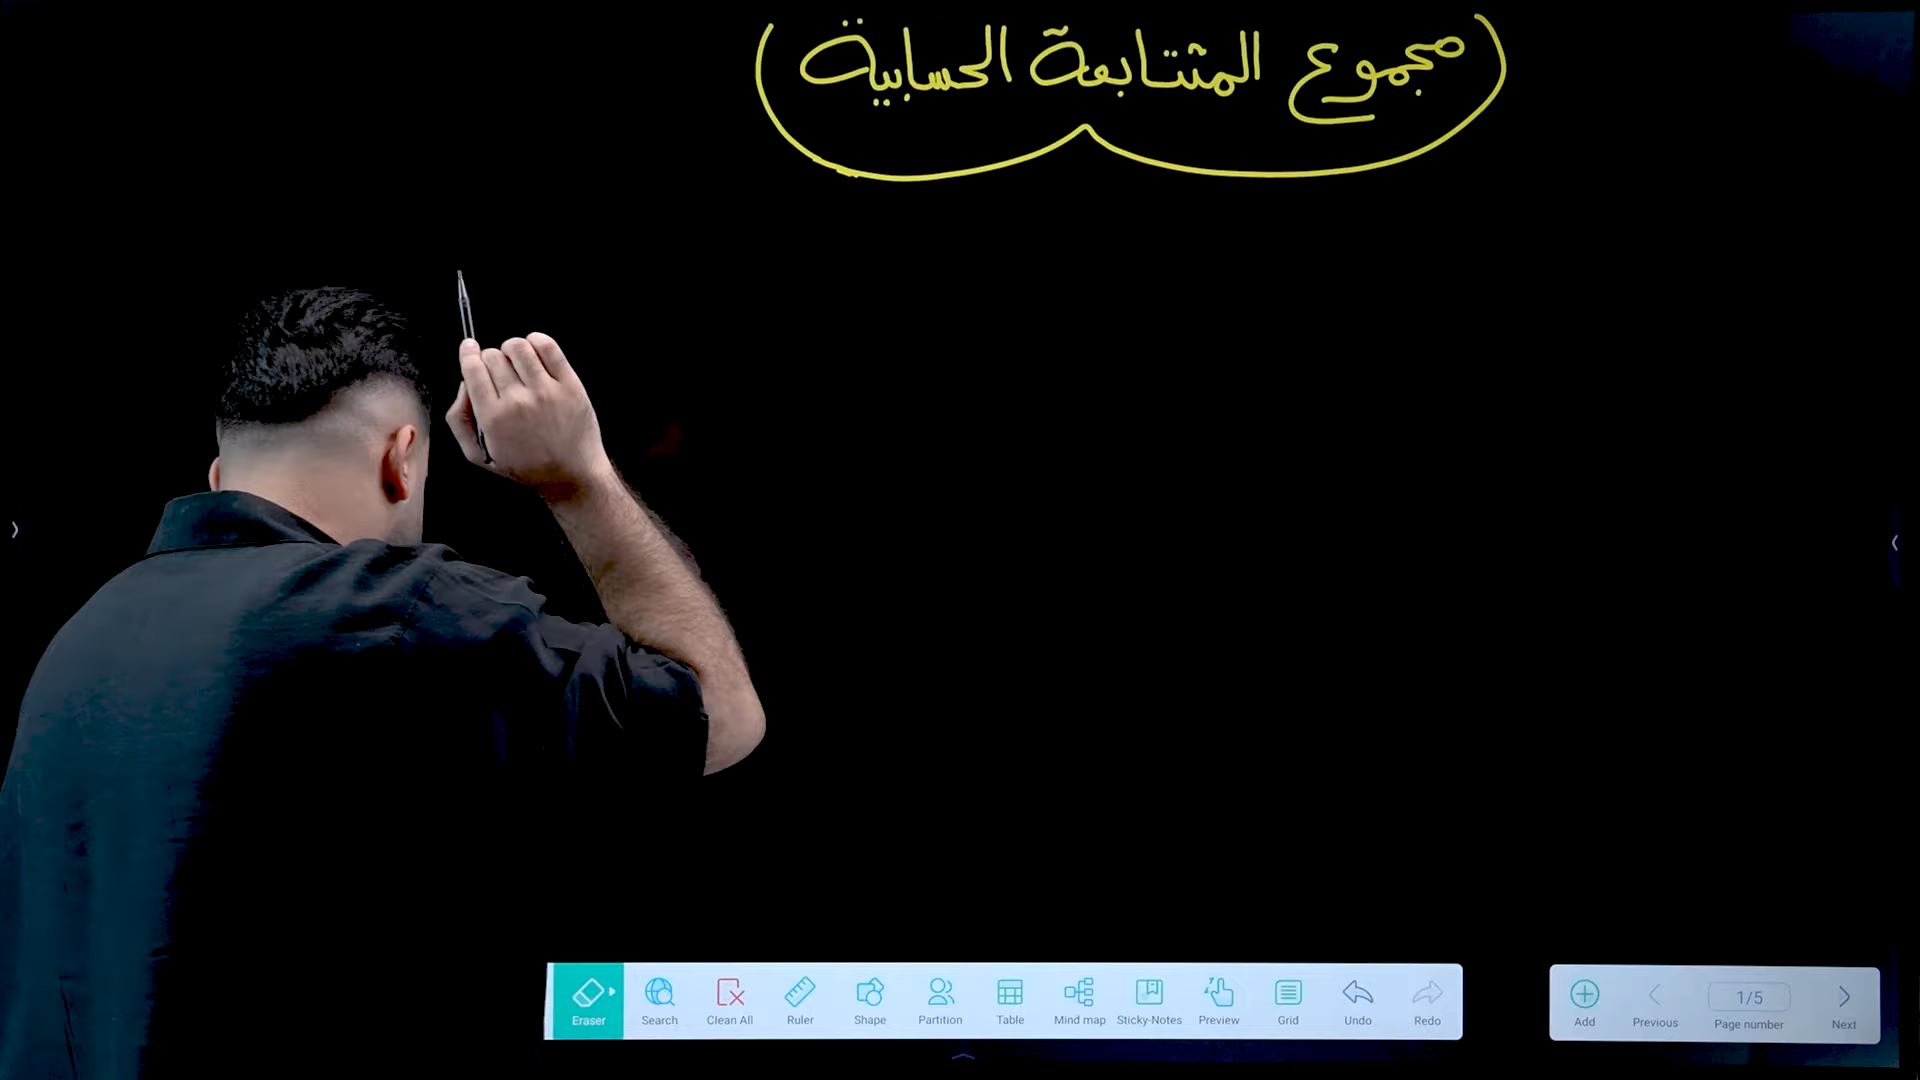 (مجموع المتتابعة الحسابية)
Eraser
Search
Clean All
Ruler
Shape
Partition
Table
Mind map
Sticky-Notes
Preview
Grid
Undo
Redo
Add
Previous
1/5
Page number
Next